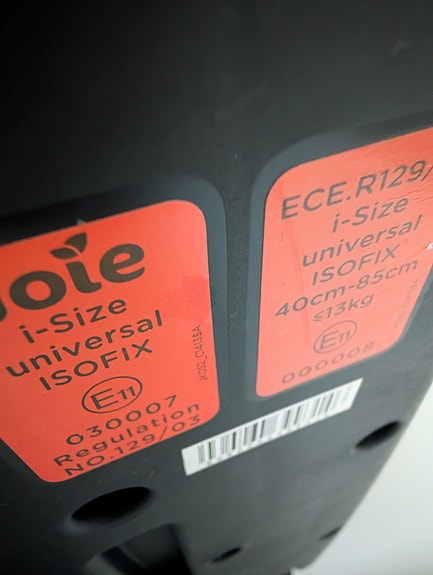 Joie
i-Size
universal
ISOFIX
E11
030007
Regulation
NO.129/03
ECE.R129/
i-Size
universal
ISOFIX
40cm-85cm
≤13kg
E11
000008